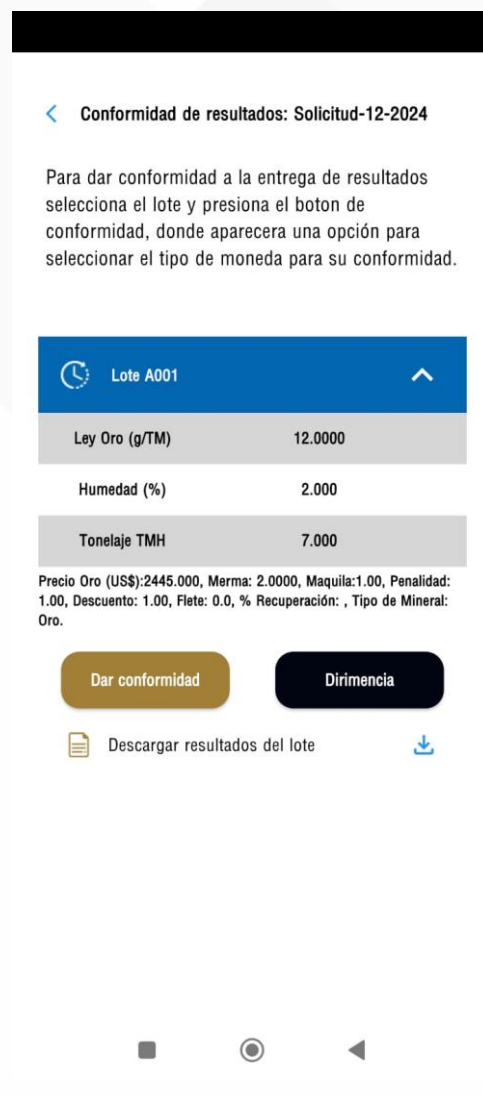 Conformidad de resultados: Solicitud-12-2024
Para dar conformidad a la entrega de resultados
selecciona el lote y presiona el boton de
conformidad, donde aparecera una opción para
seleccionar el tipo de moneda para su conformidad.
Lote A001
Ley Oro (g/TM) 12.0000
Humedad (%) 2.000
Tonelaje TMH 7.000
Precio Oro (US$):2445.000, Merma: 2.0000, Maquila:1.00, Penalidad:
1.00, Descuento: 1.00, Flete: 0.0, % Recuperación: , Tipo de Mineral:
Oro.
Dar conformidad Dirimencia
Descargar resultados del lote